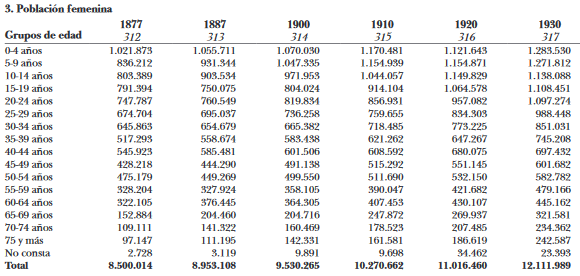 3. Población femenina
1877 1887 1900 1910 1920 1930
Grupos de edad 312 313 314 315 316 317
0-4 años 1.021.873 1.055.711 1.070.030 1.170.481 1.121.643 1.283.530
5-9 años 836.212 931.344 1.047.335 1.154.939 1.154.871 1.271.812
10-14 años 803.389 903.534 971.953 1.044.057 1.149.829 1.138.088
15-19 años 791.394 750.075 804.024 914.104 1.064.578 1.108.451
20-24 años 747.787 760.549 819.834 856.931 957.082 1.097.274
25-29 años 674.704 695.037 736.258 759.655 834.303 988.448
30-34 años 645.863 654.679 665.382 718.485 773.225 851.031
35-39 años 517.293 558.674 583.438 621.262 647.267 745.208
40-44 años 545.923 585.481 601.506 608.592 680.075 697.432
45-49 años 428.218 444.290 491.138 515.292 551.145 601.682
50-54 años 475.179 449.269 499.550 511.690 532.150 582.782
55-59 años 328.204 327.924 358.105 390.047 421.682 479.166
60-64 años 322.105 376.445 364.305 407.453 430.107 445.162
65-69 años 152.884 204.460 204.716 247.872 269.937 321.581
70-74 años 109.111 141.322 160.469 178.523 207.485 234.362
75 y más 97.147 111.195 142.331 161.581 186.619 242.587
No consta 2.728 3.119 9.891 9.698 34.462 23.393
Total 8.500.014 8.953.108 9.530.265 10.270.662 11.016.460 12.111.989